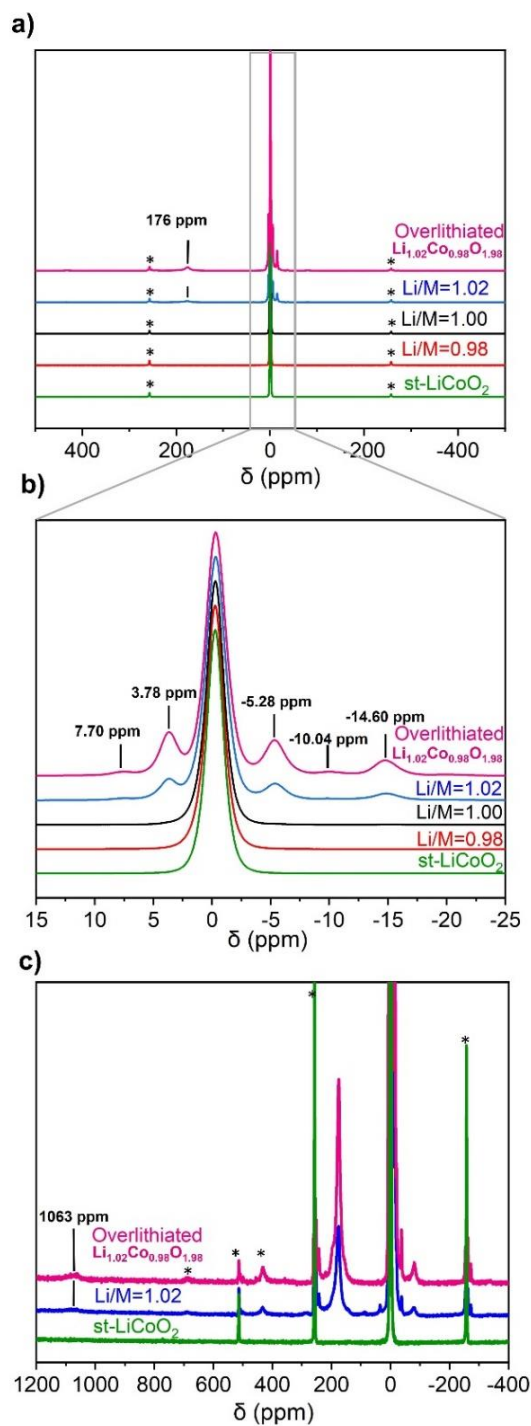 a)
176 ppm
Overlithiated
Li1.02Co0.98O1.98
* *
* Li/M=1.02 *
* Li/M=1.00 *
* Li/M=0.98 *
* st-LiCoO2 *
400 200 0 -200 -400
δ (ppm)
b)
7.70 ppm 3.78 ppm -5.28 ppm -10.04 ppm -14.60 ppm
Overlithiated
Li1.02Co0.98O1.98
Li/M=1.02
Li/M=1.00
Li/M=0.98
st-LiCoO2
15 10 5 0 -5 -10 -15 -20 -25
δ (ppm)
c)
* *
1063 ppm
Overlithiated
Li1.02Co0.98O1.98
* * *
Li/M=1.02
st-LiCoO2
1200 1000 800 600 400 200 0 -200 -400
δ (ppm)